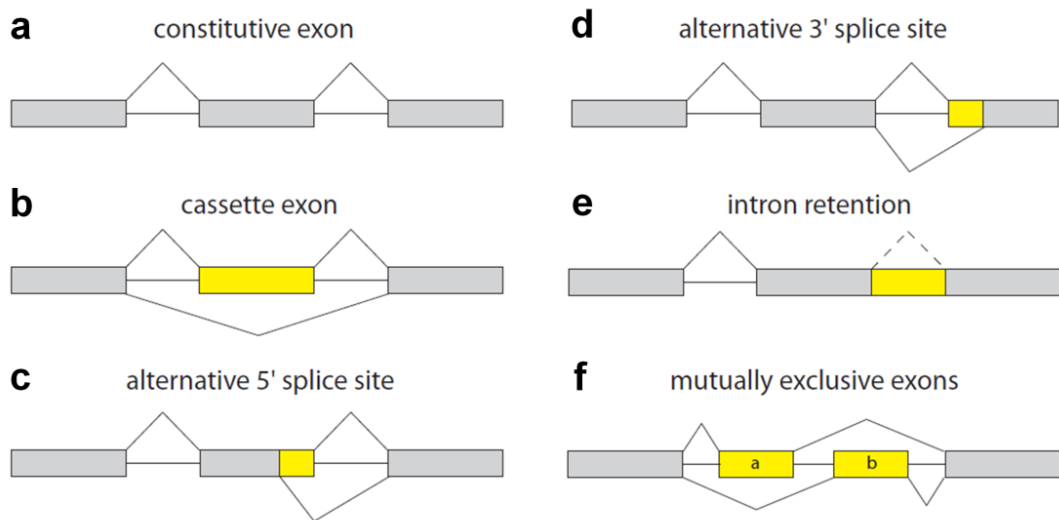 a
constitutive exon
b
cassette exon
c
alternative 5' splice site
d
alternative 3' splice site
e
intron retention
f
mutually exclusive exons
a
b